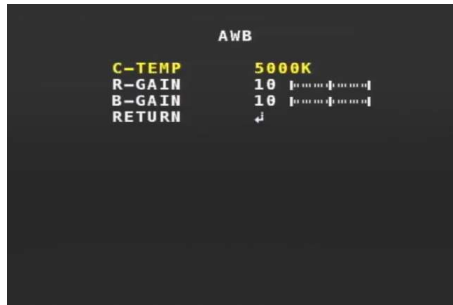 AWB
C-TEMP 5000K
R-GAIN 10
B-GAIN 10
RETURN ↲